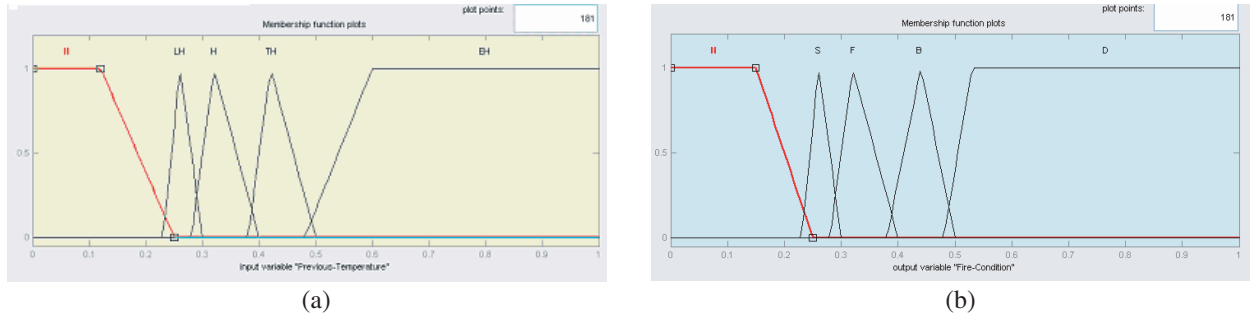 plot points:
181
Membership function plots
II LH H TH EH
1
0.5
0
0 0.1 0.2 0.3 0.4 0.5 0.6 0.7 0.8 0.9 1
input variable "Previous-Temperature"
(a)
plot points:
181
Membership function plots
II S F B D
1
0.5
0
0 0.1 0.2 0.3 0.4 0.5 0.6 0.7 0.8 0.9 1
output variable "Fire-Condition"
(b)